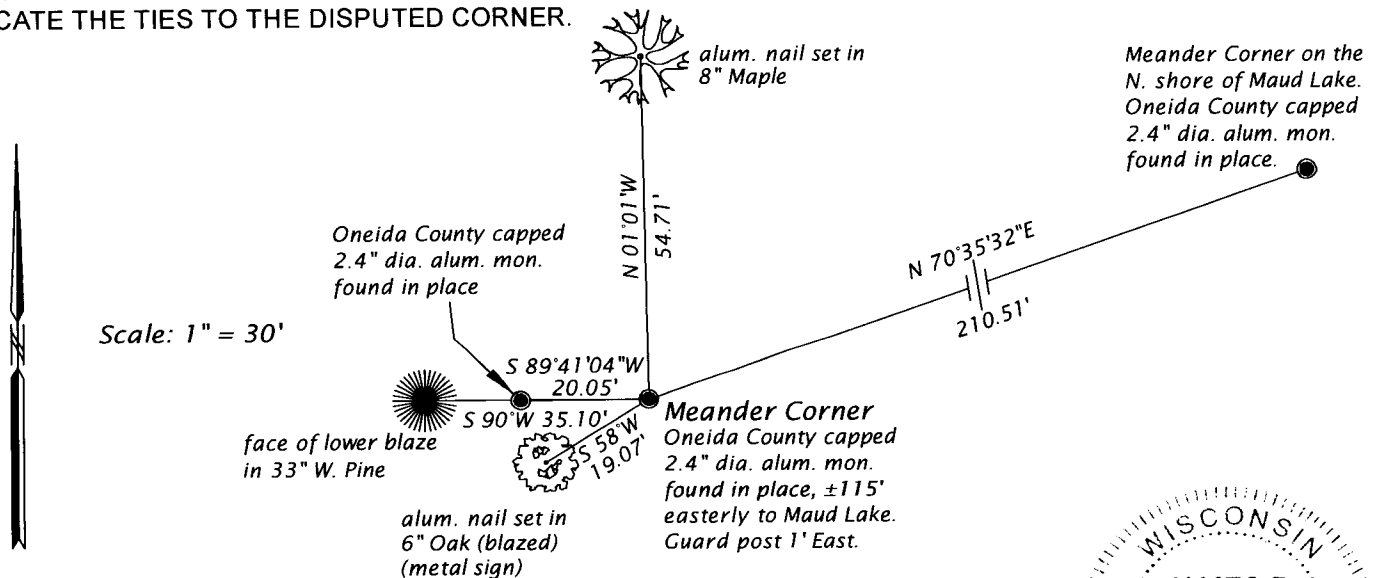 CATE THE TIES TO THE DISPUTED CORNER.
alum. nail set in
8" Maple
Meander Corner on the
N. shore of Maud Lake.
Oneida County capped
2.4" dia. alum. mon.
found in place.
N 01°01'W
54.71'
Oneida County capped
2.4" dia. alum. mon.
found in place
N 70°35'32"E
210.51'
N
Scale: 1" = 30'
S 89°41'04"W
20.05'
S 90°W 35.10'
S 58°W
19.07'
face of lower blaze
in 33" W. Pine
Meander Corner
Oneida County capped
2.4" dia. alum. mon.
found in place, ±115'
easterly to Maud Lake.
Guard post 1' East.
alum. nail set in
6" Oak (blazed)
(metal sign)
WISCONSIN